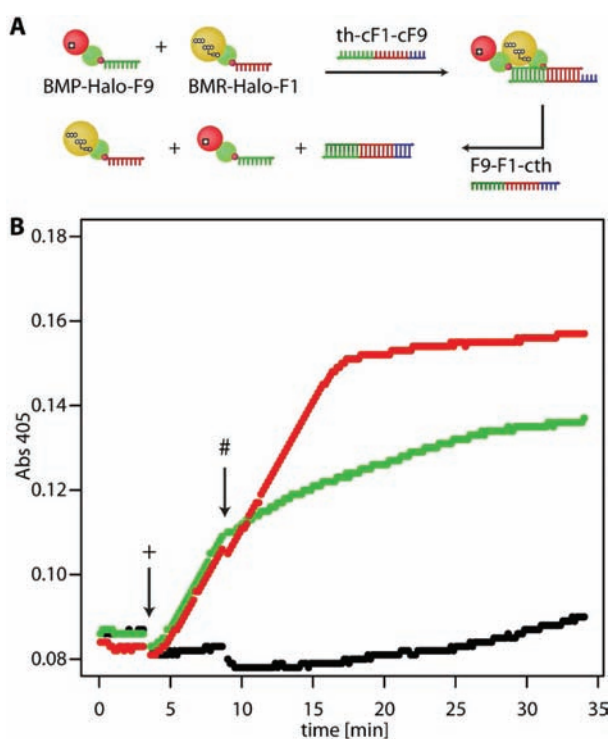 A
th-cF1-cF9
BMP-Halo-F9 + BMR-Halo-F1
+ +
F9-F1-cth
B
0.18
0.16
0.14
0.12
0.10
0.08
Abs 405
+
#
0 5 10 15 20 25 30 35
time [min]